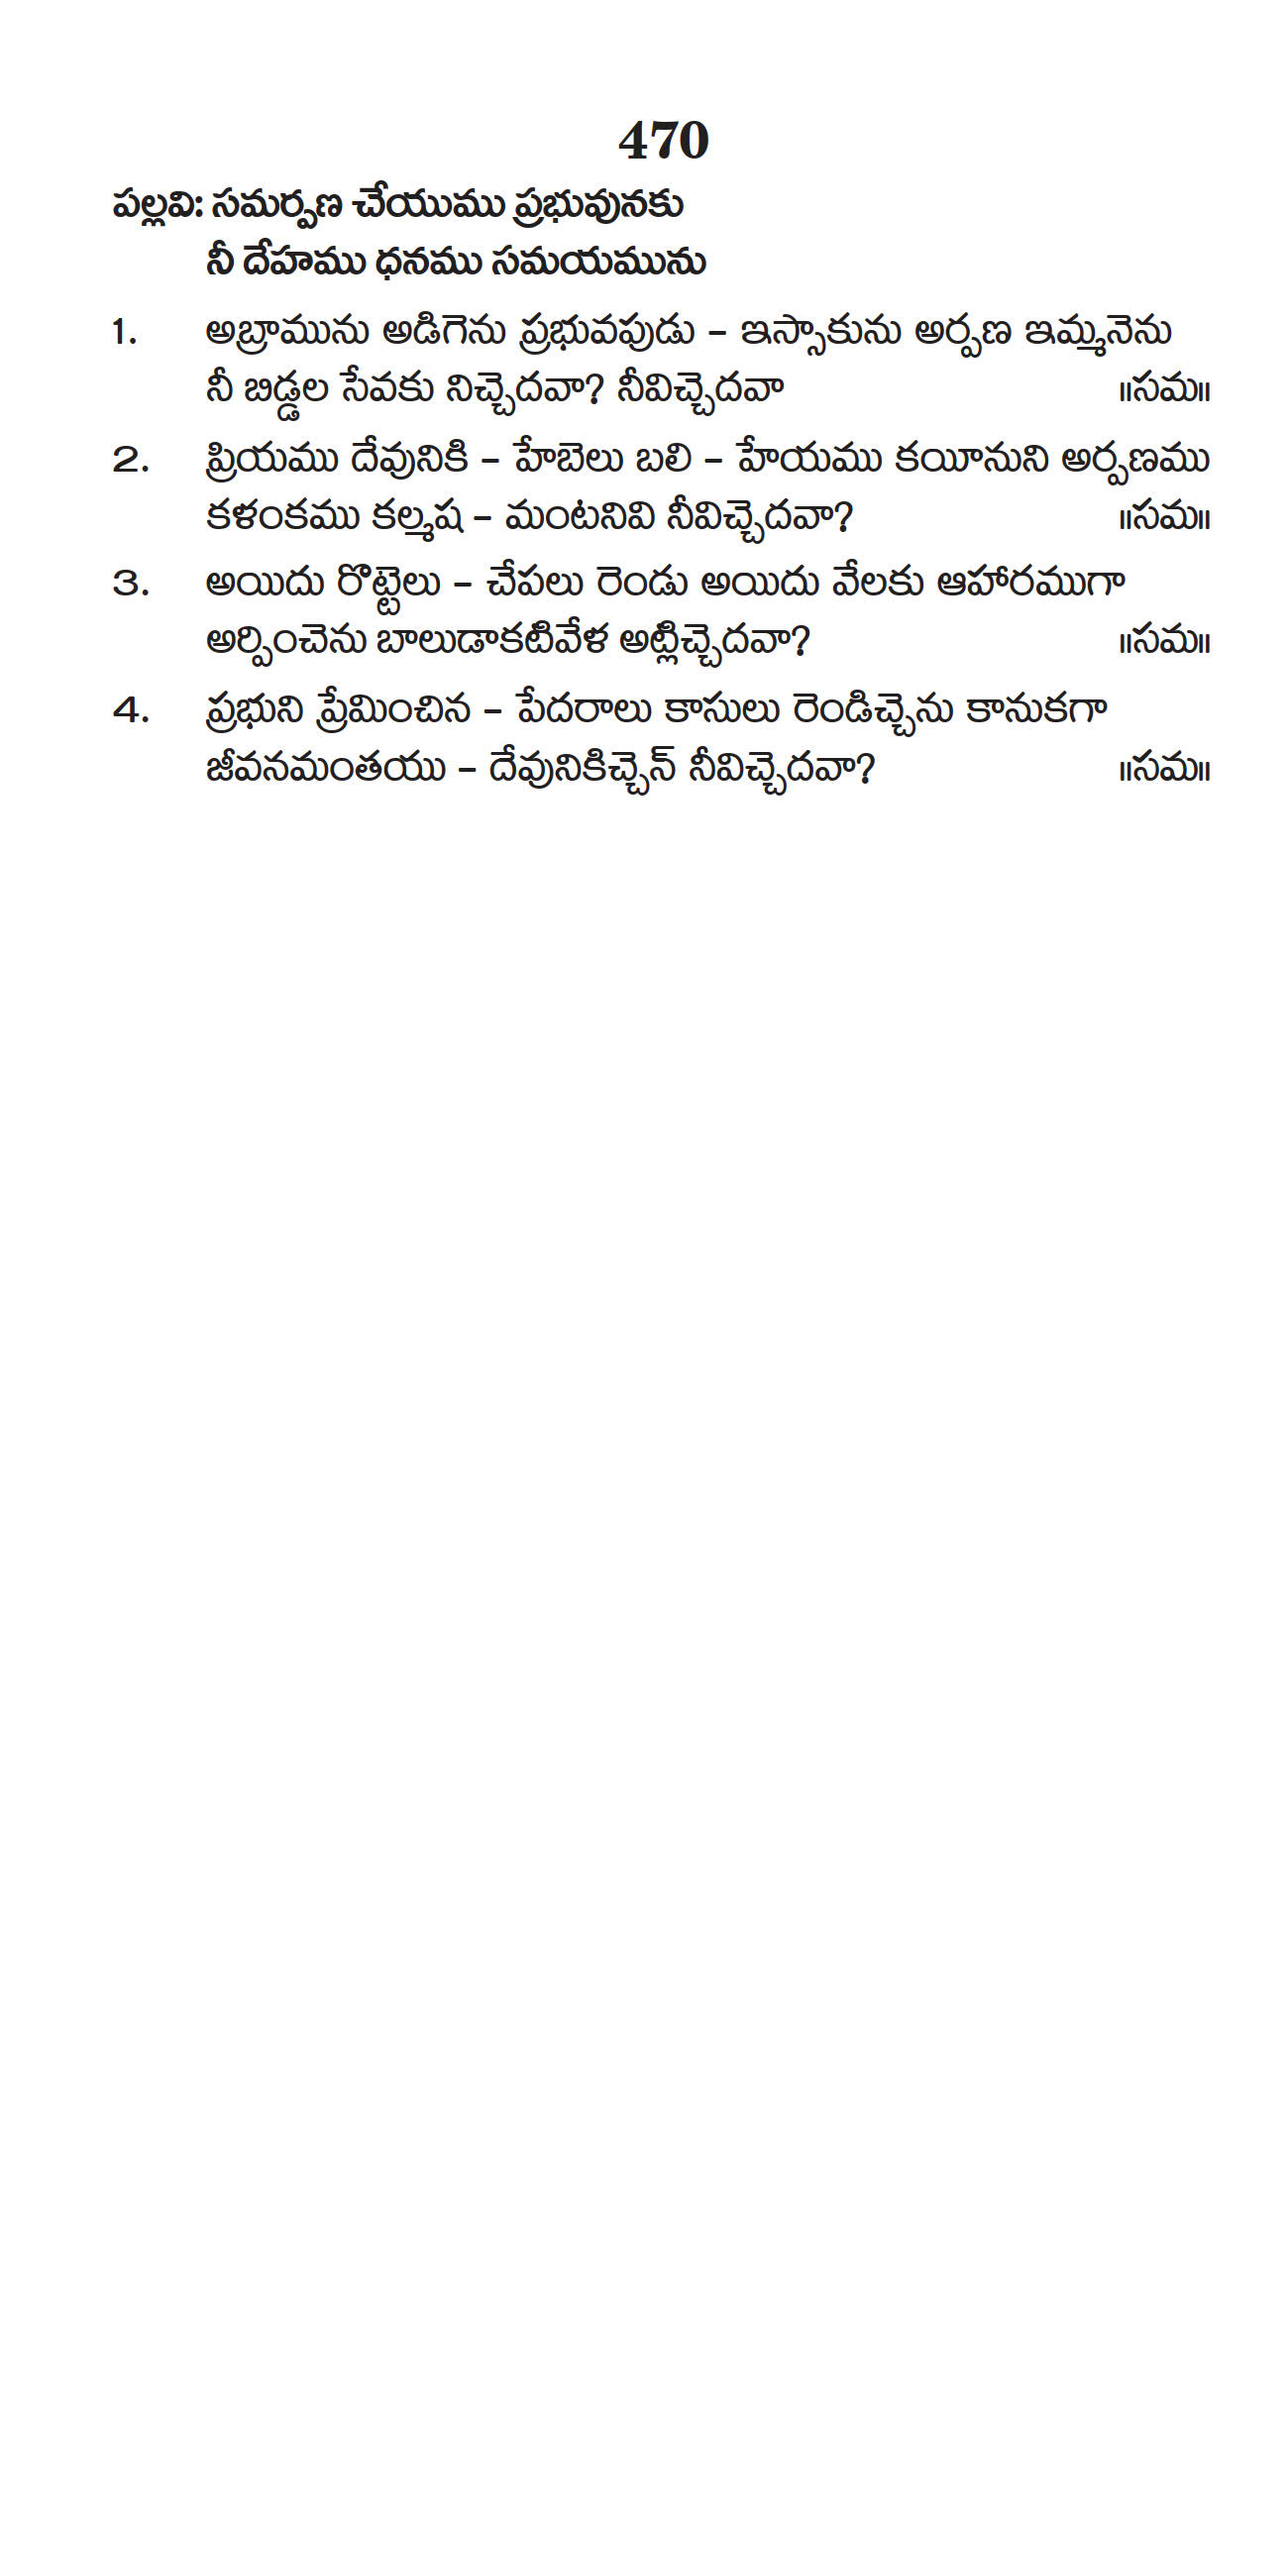 470
పల్లవి: సమర్పణ చేయుము ప్రభువునకు
నీ దేహము ధనము సమయమును
1. అబ్రామును అడిగెను ప్రభువపుడు – ఇస్సాకును అర్పణ ఇమ్మనెను
నీ బిడ్డల సేవకు నిచ్చెదవా? నీవిచ్చెదవా ॥సమ॥
2. ప్రియము దేవునికి – హేబెలు బలి – హేయము కయీనుని అర్పణము
కళంకము కల్మష – మంటనివి నీవిచ్చెదవా? ॥సమ॥
3. అయిదు రొట్టెలు – చేపలు రెండు అయిదు వేలకు ఆహారముగా
అర్పించెను బాలుడాకటివేళ అట్లిచ్చెదవా? ॥సమ॥
4. ప్రభుని ప్రేమించిన – పేదరాలు కాసులు రెండిచ్చెను కానుకగా
జీవనమంతయు – దేవునికిచ్చెన్ నీవిచ్చెదవా? ॥సమ॥